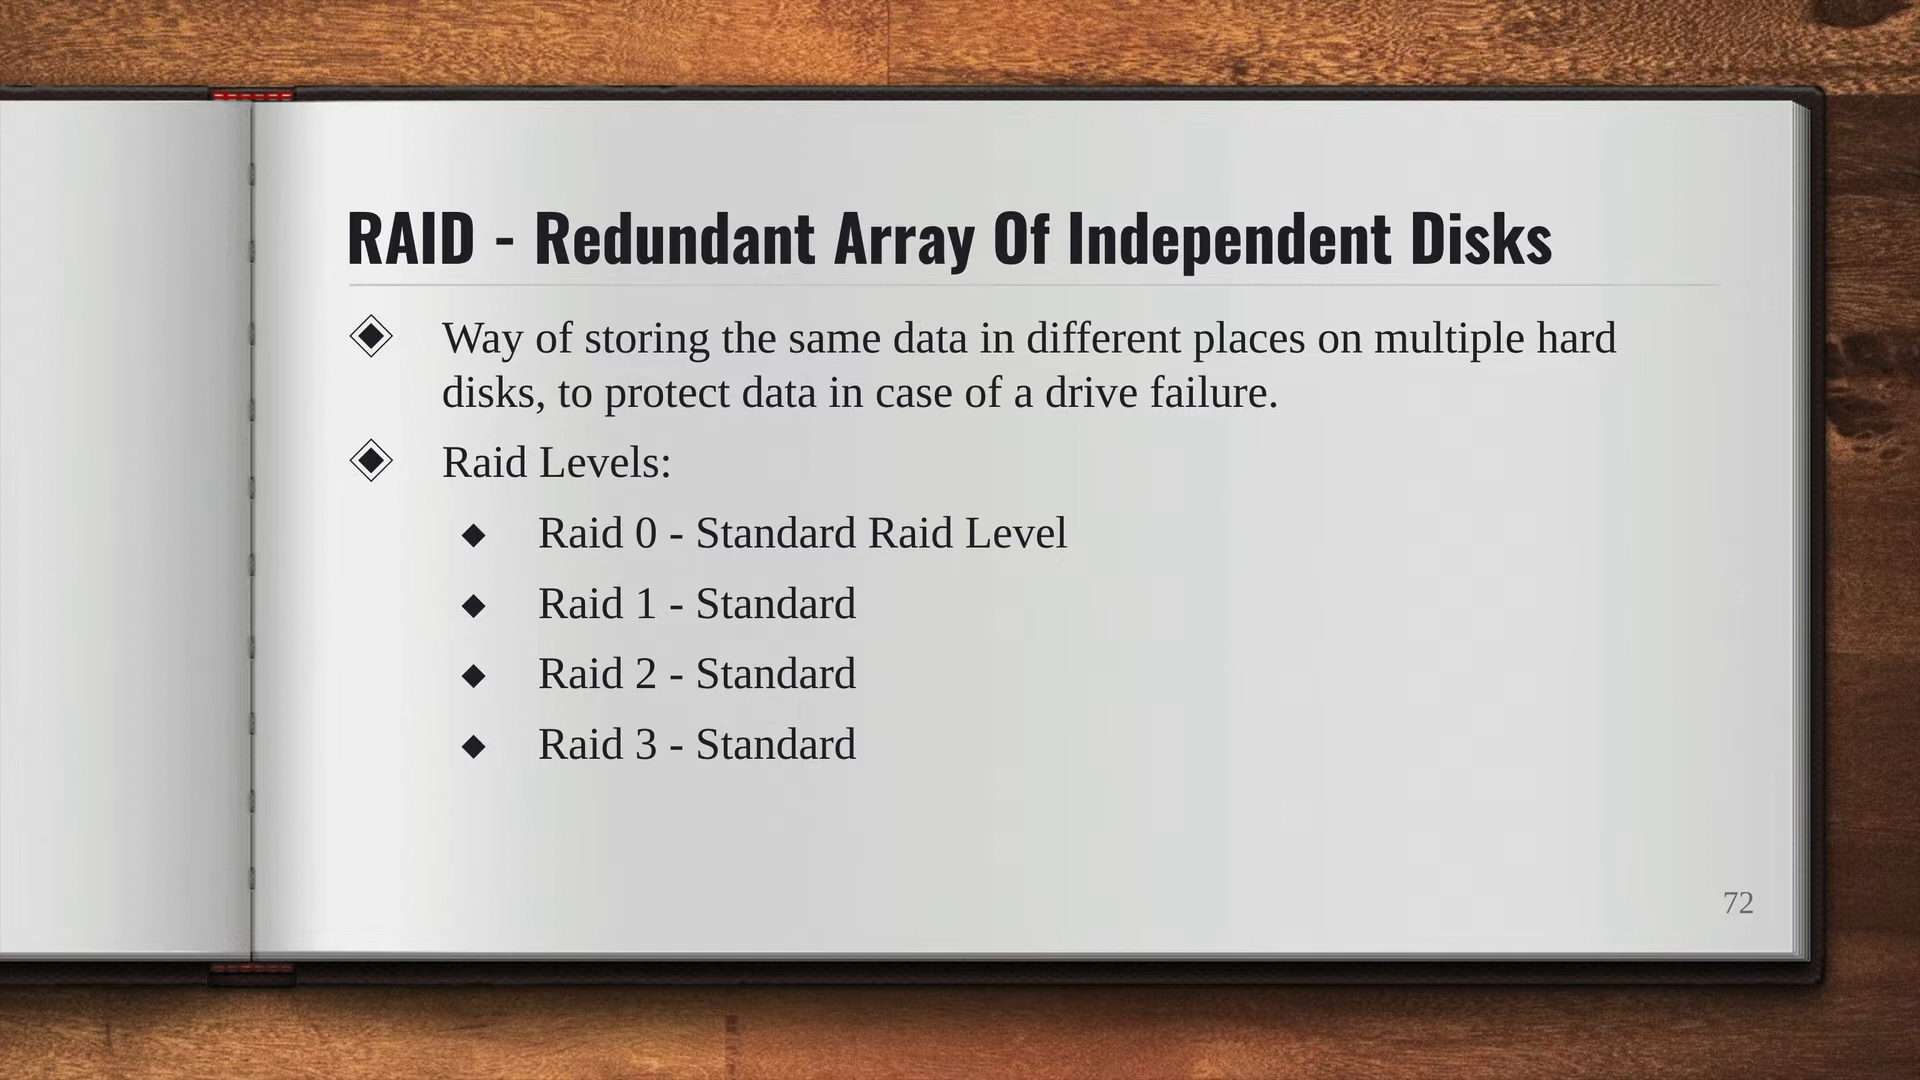 RAID - Redundant Array Of Independent Disks
Way of storing the same data in different places on multiple hard
disks, to protect data in case of a drive failure.
Raid Levels:
Raid 0 - Standard Raid Level
Raid 1 - Standard
Raid 2 - Standard
Raid 3 - Standard
72